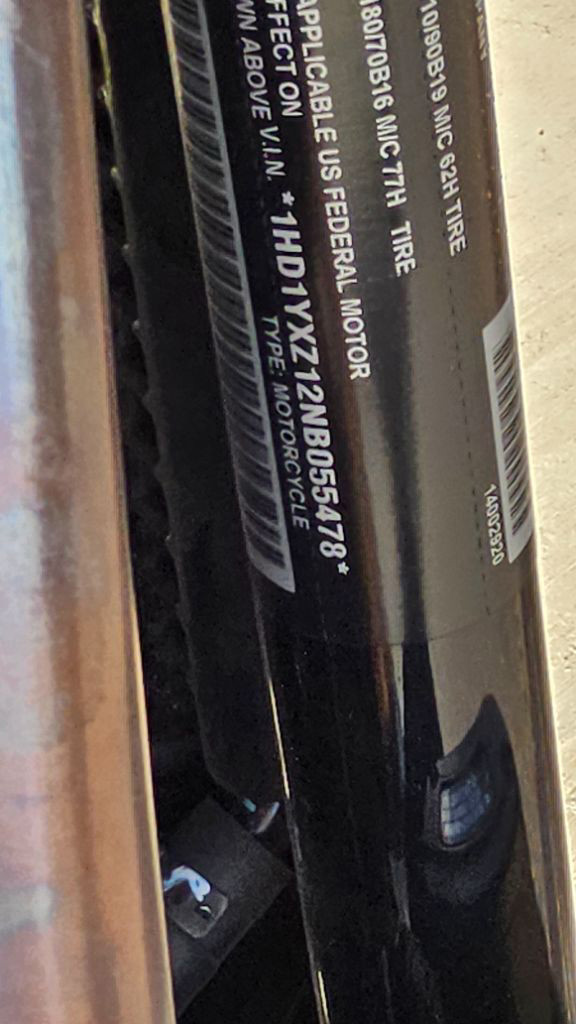 10/90B19 M/C 62H TIRE
180/70B16 M/C 77H TIRE
APPLICABLE US FEDERAL MOTOR
FFECT ON
WN ABOVE V.I.N. *1HD1YXZ12NB055478*
TYPE: MOTORCYCLE
14002920